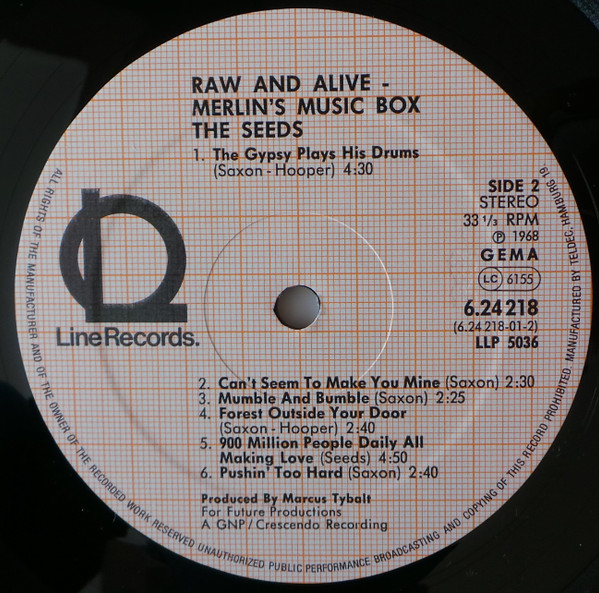 RAW AND ALIVE -
MERLIN'S MUSIC BOX
THE SEEDS
1. The Gypsy Plays His Drums
(Saxon - Hooper) 4:30
SIDE 2
STEREO
33 1/3 RPM
Ⓟ 1968
GEMA
LC 6155
6.24218
(6.24 218-01-2)
LLP 5036
Line Records.
2. Can't Seem To Make You Mine (Saxon) 2:30
3. Mumble And Bumble (Saxon) 2:25
4. Forest Outside Your Door
(Saxon - Hooper) 2:40
5. 900 Million People Daily All
Making Love (Seeds) 4:50
6. Pushin' Too Hard (Saxon) 2:40
Produced By Marcus Tybalt
For Future Productions
A GNP / Crescendo Recording
ALL RIGHTS OF THE MANUFACTURER AND OF THE OWNER OF THE RECORDED WORK RESERVED UNAUTHORIZED PUBLIC PERFORMANCE BROADCASTING AND COPYING OF THIS RECORD PROHIBITED. MANUFACTURED BY TELDEC, HAMBURG 19.